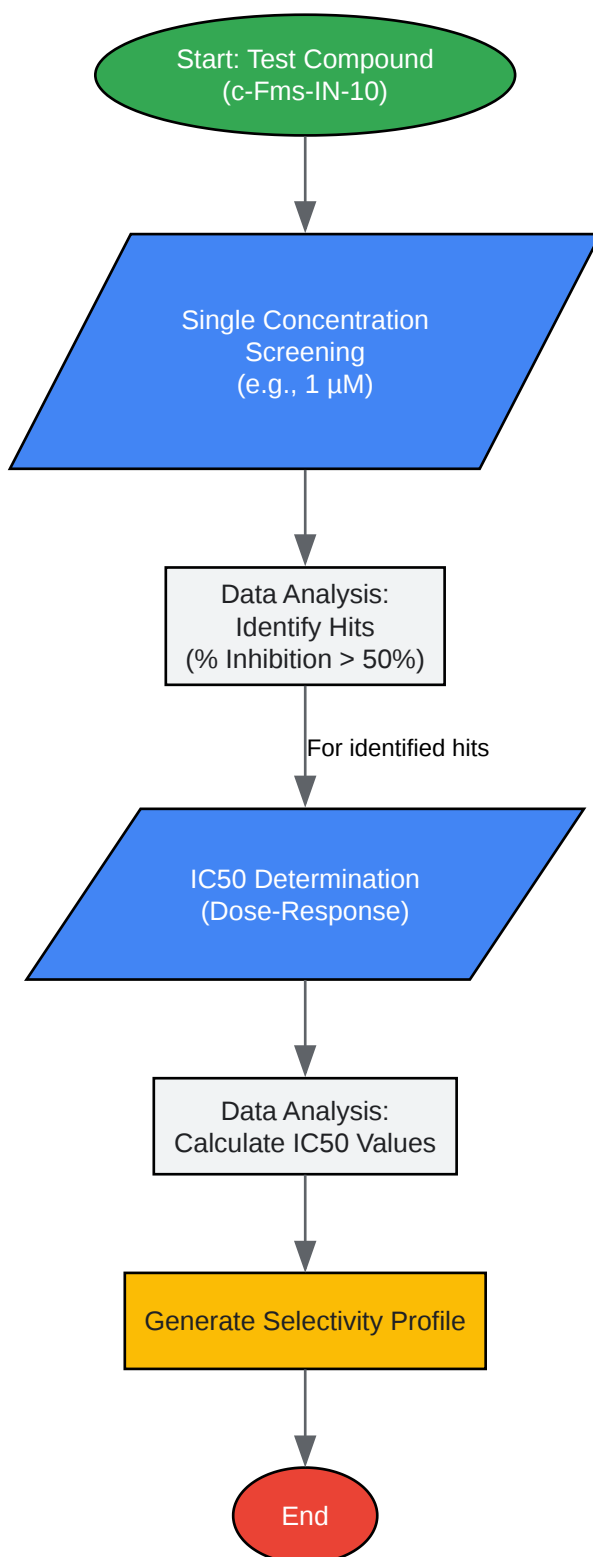 Start: Test Compound
(c-Fms-IN-10)
Single Concentration
Screening
(e.g., 1 µM)
Data Analysis:
Identify Hits
(% Inhibition > 50%)
For identified hits
IC50 Determination
(Dose-Response)
Data Analysis:
Calculate IC50 Values
Generate Selectivity Profile
End